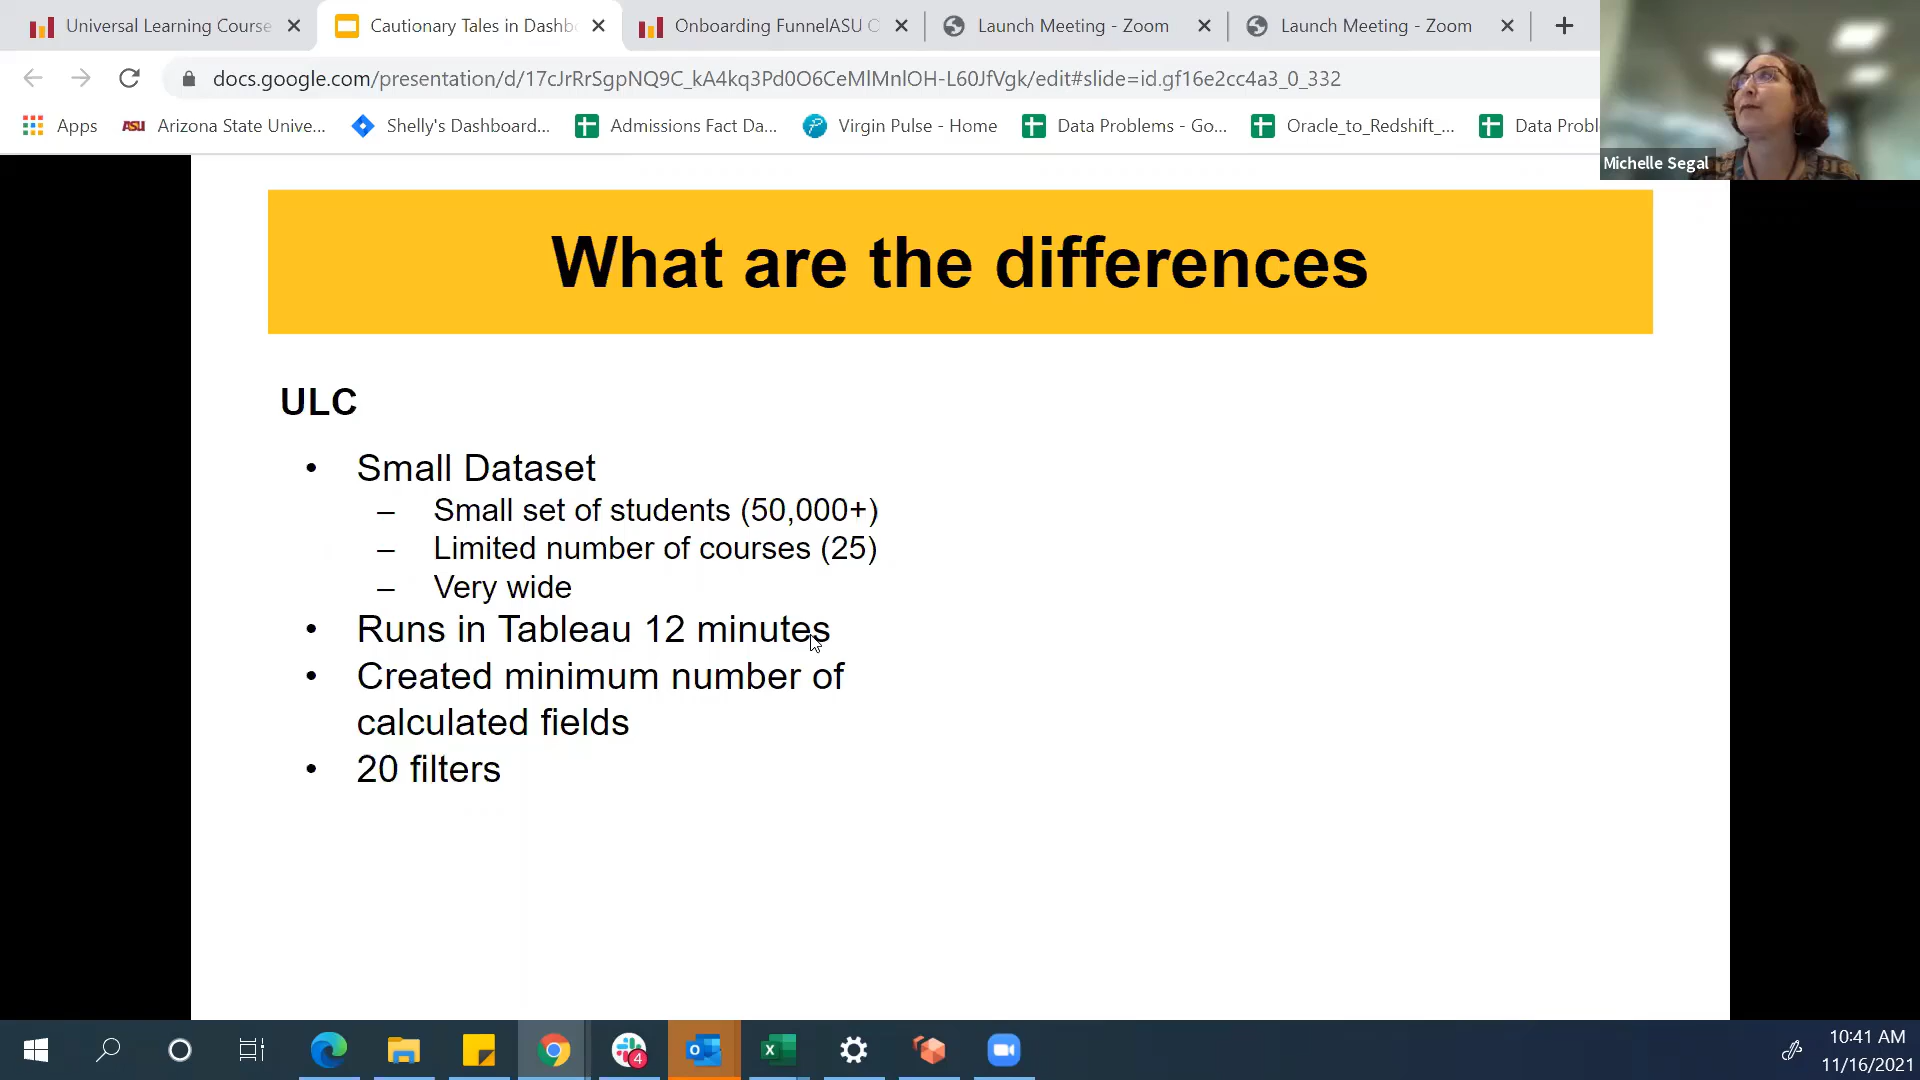 Universal Learning Course
Cautionary Tales in Dashb
Onboarding FunnelASU O
Launch Meeting - Zoom
Launch Meeting - Zoom
docs.google.com/presentation/d/17cJrRrSgpNQ9C_kA4kq3Pd0O6CeMlMnlOH-L60JfVgk/edit#slide=id.gf16e2cc4a3_0_332
Apps
ASU
Arizona State Unive...
Shelly's Dashboard...
Admissions Fact Da...
Virgin Pulse - Home
Data Problems - Go...
Oracle_to_Redshift_...
Data Probl
Michelle Segal
What are the differences
ULC
• Small Dataset
– Small set of students (50,000+)
– Limited number of courses (25)
– Very wide
• Runs in Tableau 12 minutes
• Created minimum number of
calculated fields
• 20 filters
4
10:41 AM
11/16/2021